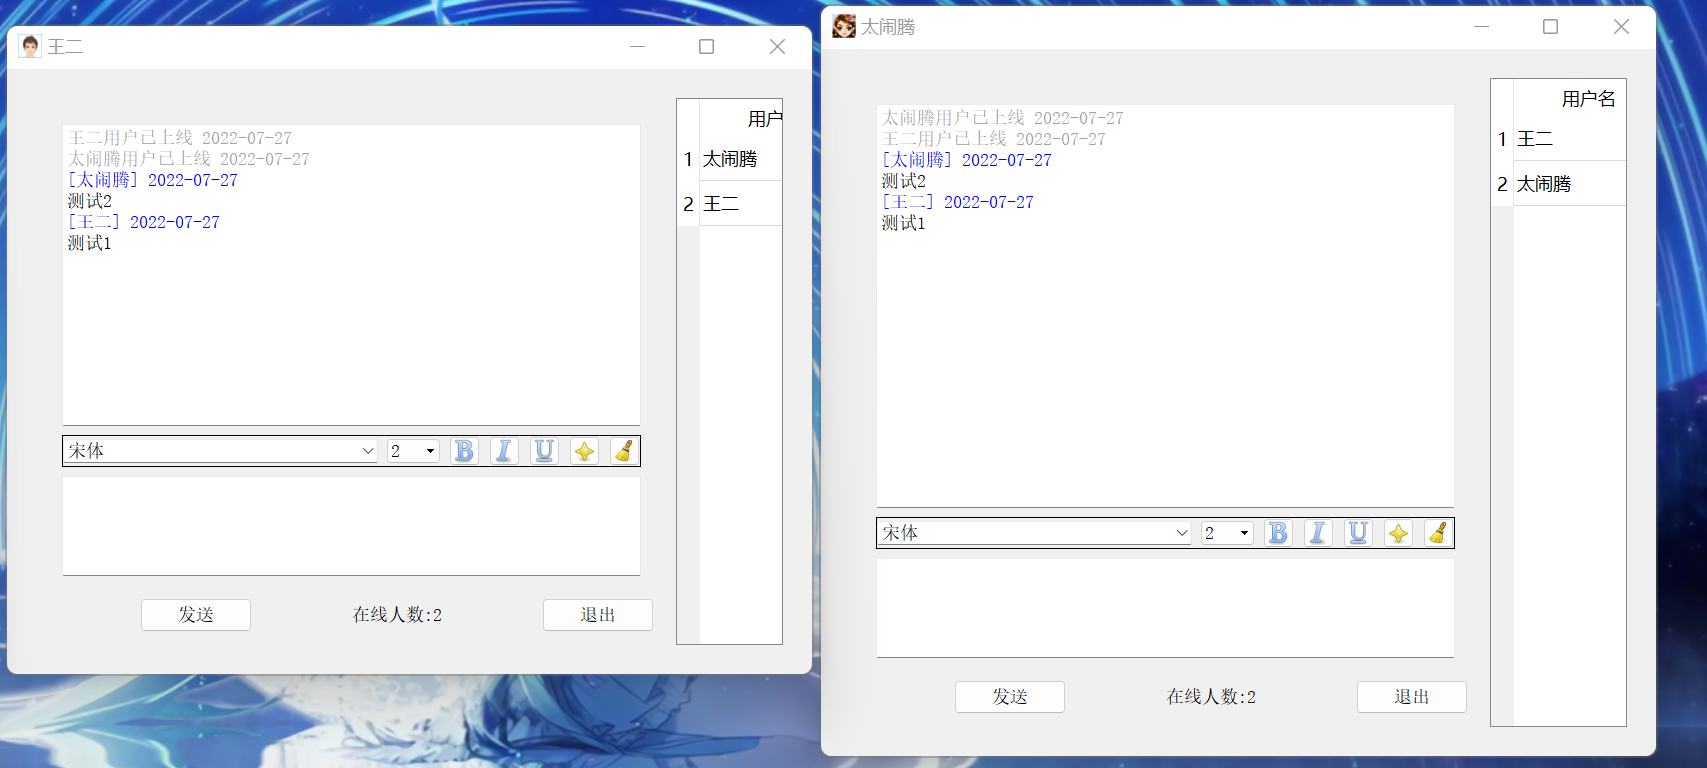 王二
王二用户已上线 2022-07-27
太闹腾用户已上线 2022-07-27
[太闹腾] 2022-07-27
测试2
[王二] 2022-07-27
测试1
宋体
2
B I U
发送
在线人数:2
退出
用户
1 太闹腾
2 王二
太闹腾
太闹腾用户已上线 2022-07-27
王二用户已上线 2022-07-27
[太闹腾] 2022-07-27
测试2
[王二] 2022-07-27
测试1
宋体
2
B I U
发送
在线人数:2
退出
用户名
1 王二
2 太闹腾